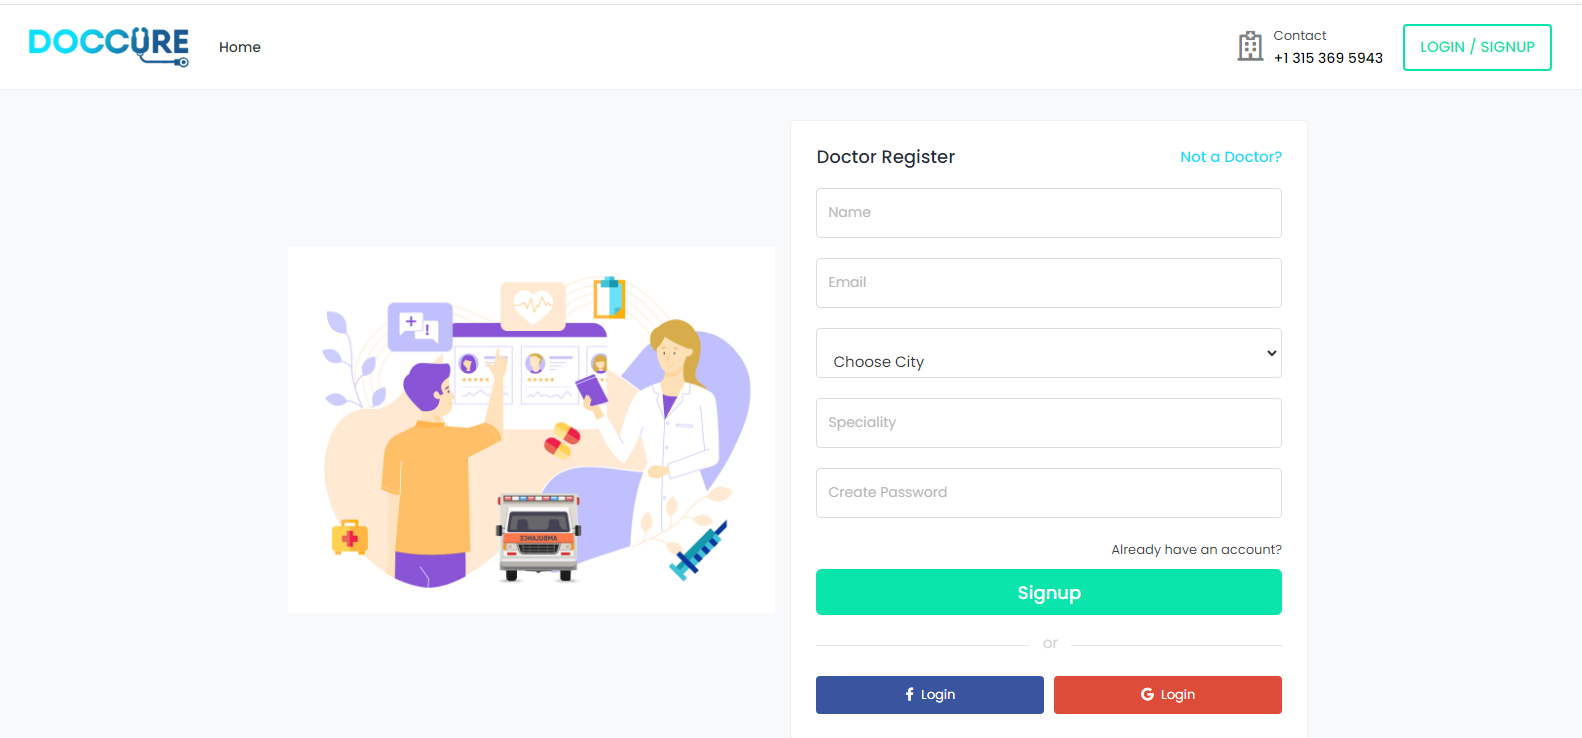 DOCCURE
Home
Contact
+1 315 369 5943
LOGIN / SIGNUP
Doctor Register
Not a Doctor?
Name
Email
Choose City
Speciality
Create Password
Already have an account?
Signup
or
f Login
G Login
AMBULANCE